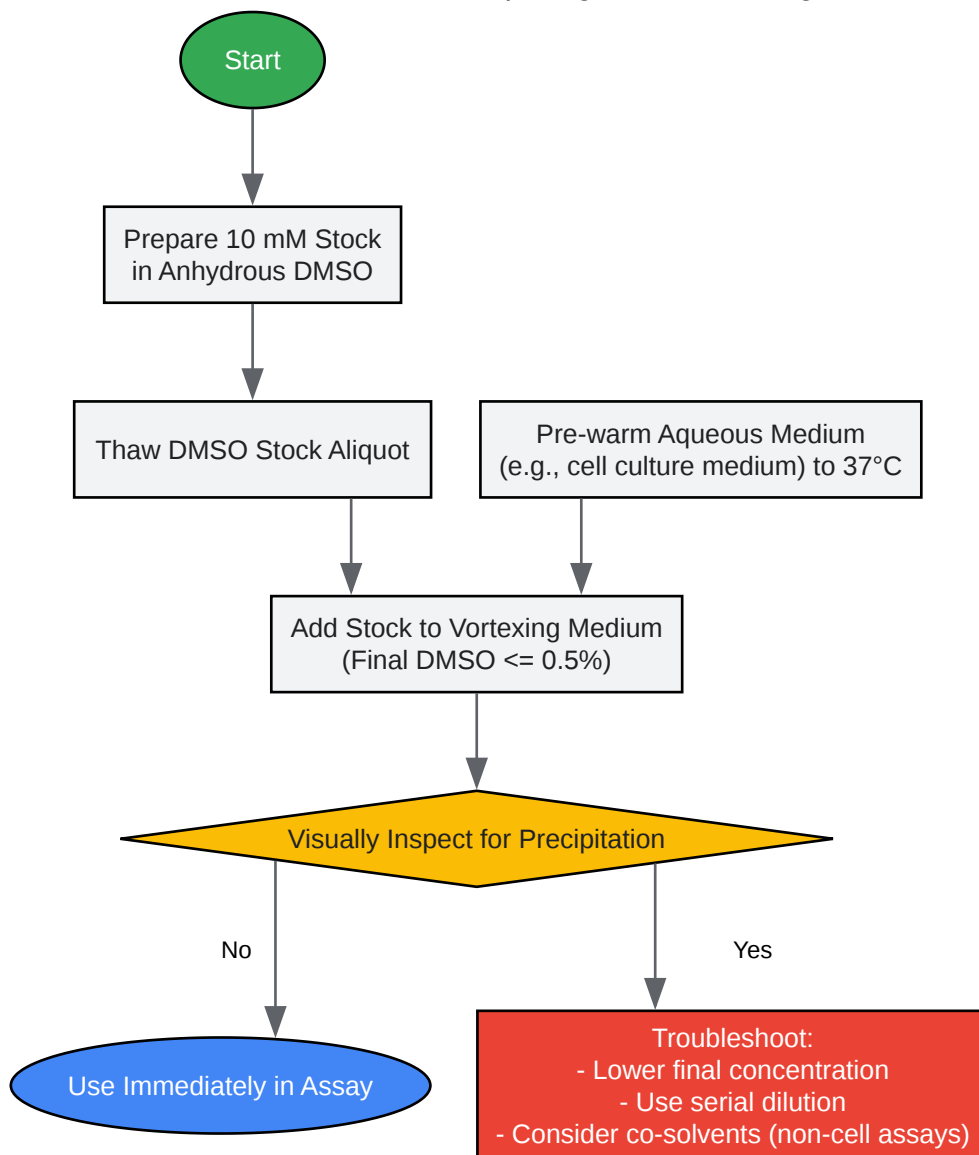 Start
Prepare 10 mM Stock
in Anhydrous DMSO
Thaw DMSO Stock Aliquot
Pre-warm Aqueous Medium
(e.g., cell culture medium) to 37°C
Add Stock to Vortexing Medium
(Final DMSO <= 0.5%)
Visually Inspect for Precipitation
No
Yes
Use Immediately in Assay
Troubleshoot:
- Lower final concentration
- Use serial dilution
- Consider co-solvents (non-cell assays)